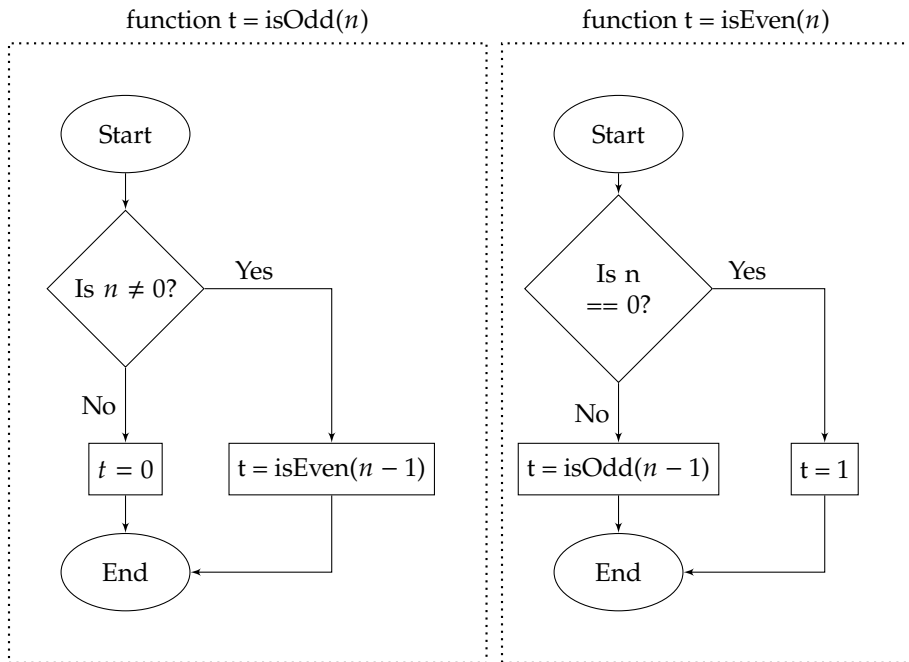 function t = isOdd(n)
Start
Is n ≠ 0?
Yes
No
t = 0
t = isEven(n − 1)
End
function t = isEven(n)
Start
Is n
== 0?
Yes
No
t = isOdd(n − 1)
t = 1
End